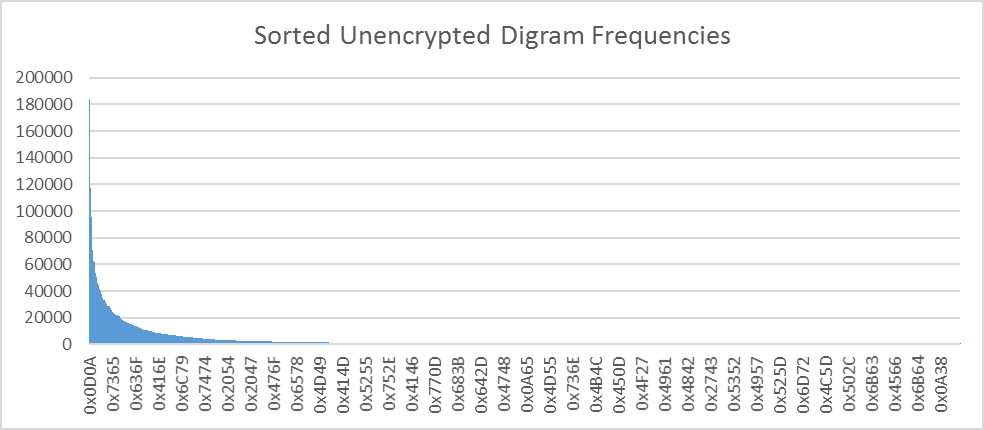 Sorted Unencrypted Digram Frequencies
200000
180000
160000
140000
120000
100000
80000
60000
40000
20000
0
0x0D0A
0x7365
0x636F
0x416E
0x6C79
0x7474
0x2054
0x2047
0x476F
0x6578
0x4D49
0x414D
0x5255
0x752E
0x4146
0x770D
0x683B
0x642D
0x4748
0x0A65
0x4D55
0x736E
0x4B4C
0x450D
0x4F27
0x4961
0x4842
0x2743
0x5352
0x4957
0x525D
0x6D72
0x4C5D
0x502C
0x6B63
0x4566
0x6B64
0x0A38